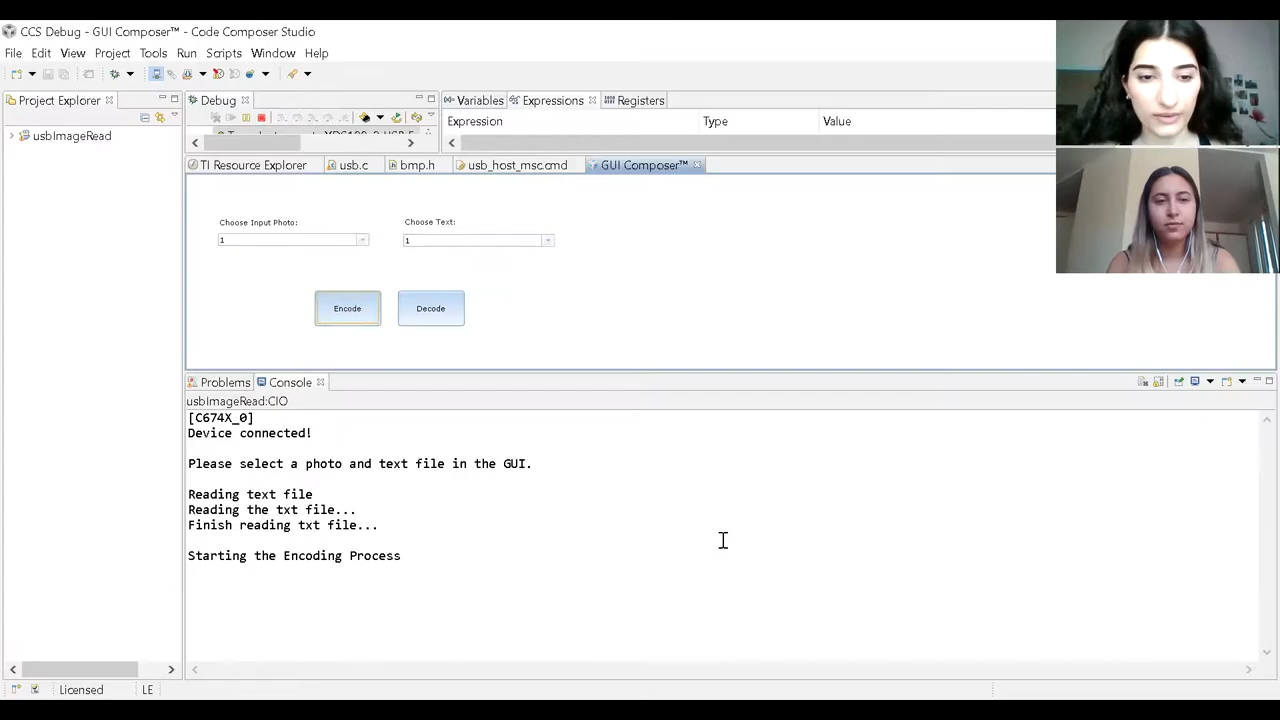 CCS Debug - GUI Composer™ - Code Composer Studio
File Edit View Project Tools Run Scripts Window Help
Project Explorer
usbImageRead
Debug
Variables Expressions Registers
Expression Type Value
TI Resource Explorer usb.c bmp.h usb_host_msc.cmd GUI Composer™
Choose Input Photo: Choose Text:
1 1
Encode Decode
Problems Console
usbImageRead:CIO
[C674X_0]
Device connected!
Please select a photo and text file in the GUI.
Reading text file
Reading the txt file...
Finish reading txt file...
Starting the Encoding Process
Licensed LE